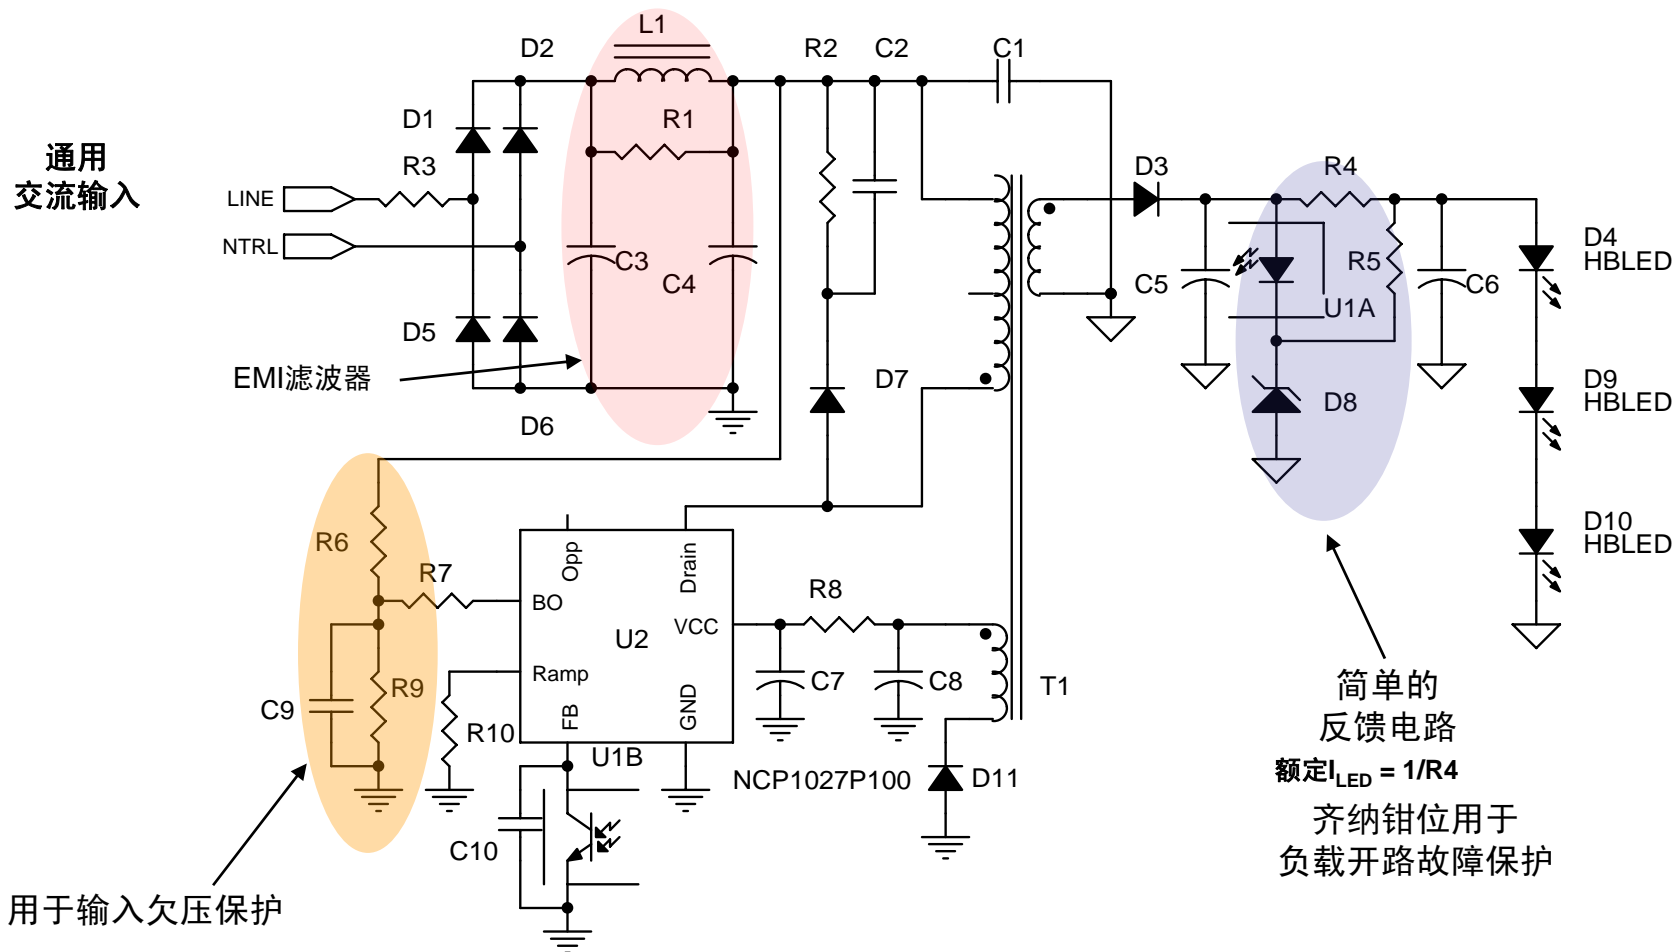 L1
D2
R2
C2
C1
D1
R1
通用
交流输入
R3
D3
R4
LINE
NTRL
C3
C4
C5
R5
U1A
C6
D4
HBLED
D5
EMI滤波器
D7
D8
D9
HBLED
D6
R6
Opp
Drain
D10
HBLED
R7
R8
BO
VCC
U2
Ramp
R9
C9
FB
GND
C7
C8
T1
R10
U1B
NCP1027P100
D11
C10
用于输入欠压保护
简单的
反馈电路
额定ILED = 1/R4
齐纳钳位用于
负载开路故障保护